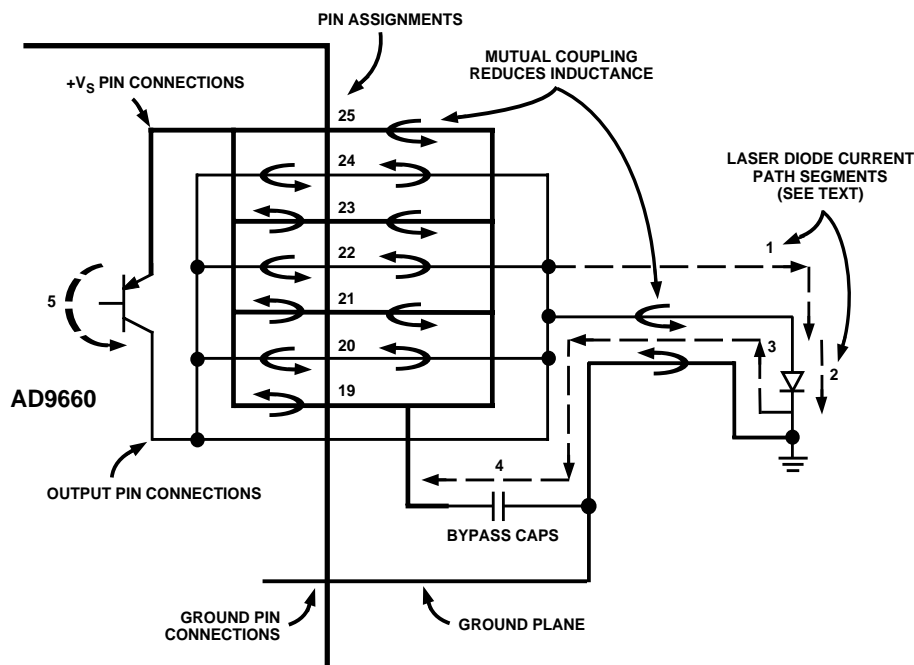 PIN ASSIGNMENTS
MUTUAL COUPLING
REDUCES INDUCTANCE
+VS PIN CONNECTIONS
LASER DIODE CURRENT
PATH SEGMENTS
(SEE TEXT)
25
24
23
22
21
20
19
1
2
3
4
5
AD9660
OUTPUT PIN CONNECTIONS
BYPASS CAPS
GROUND PIN
CONNECTIONS
GROUND PLANE